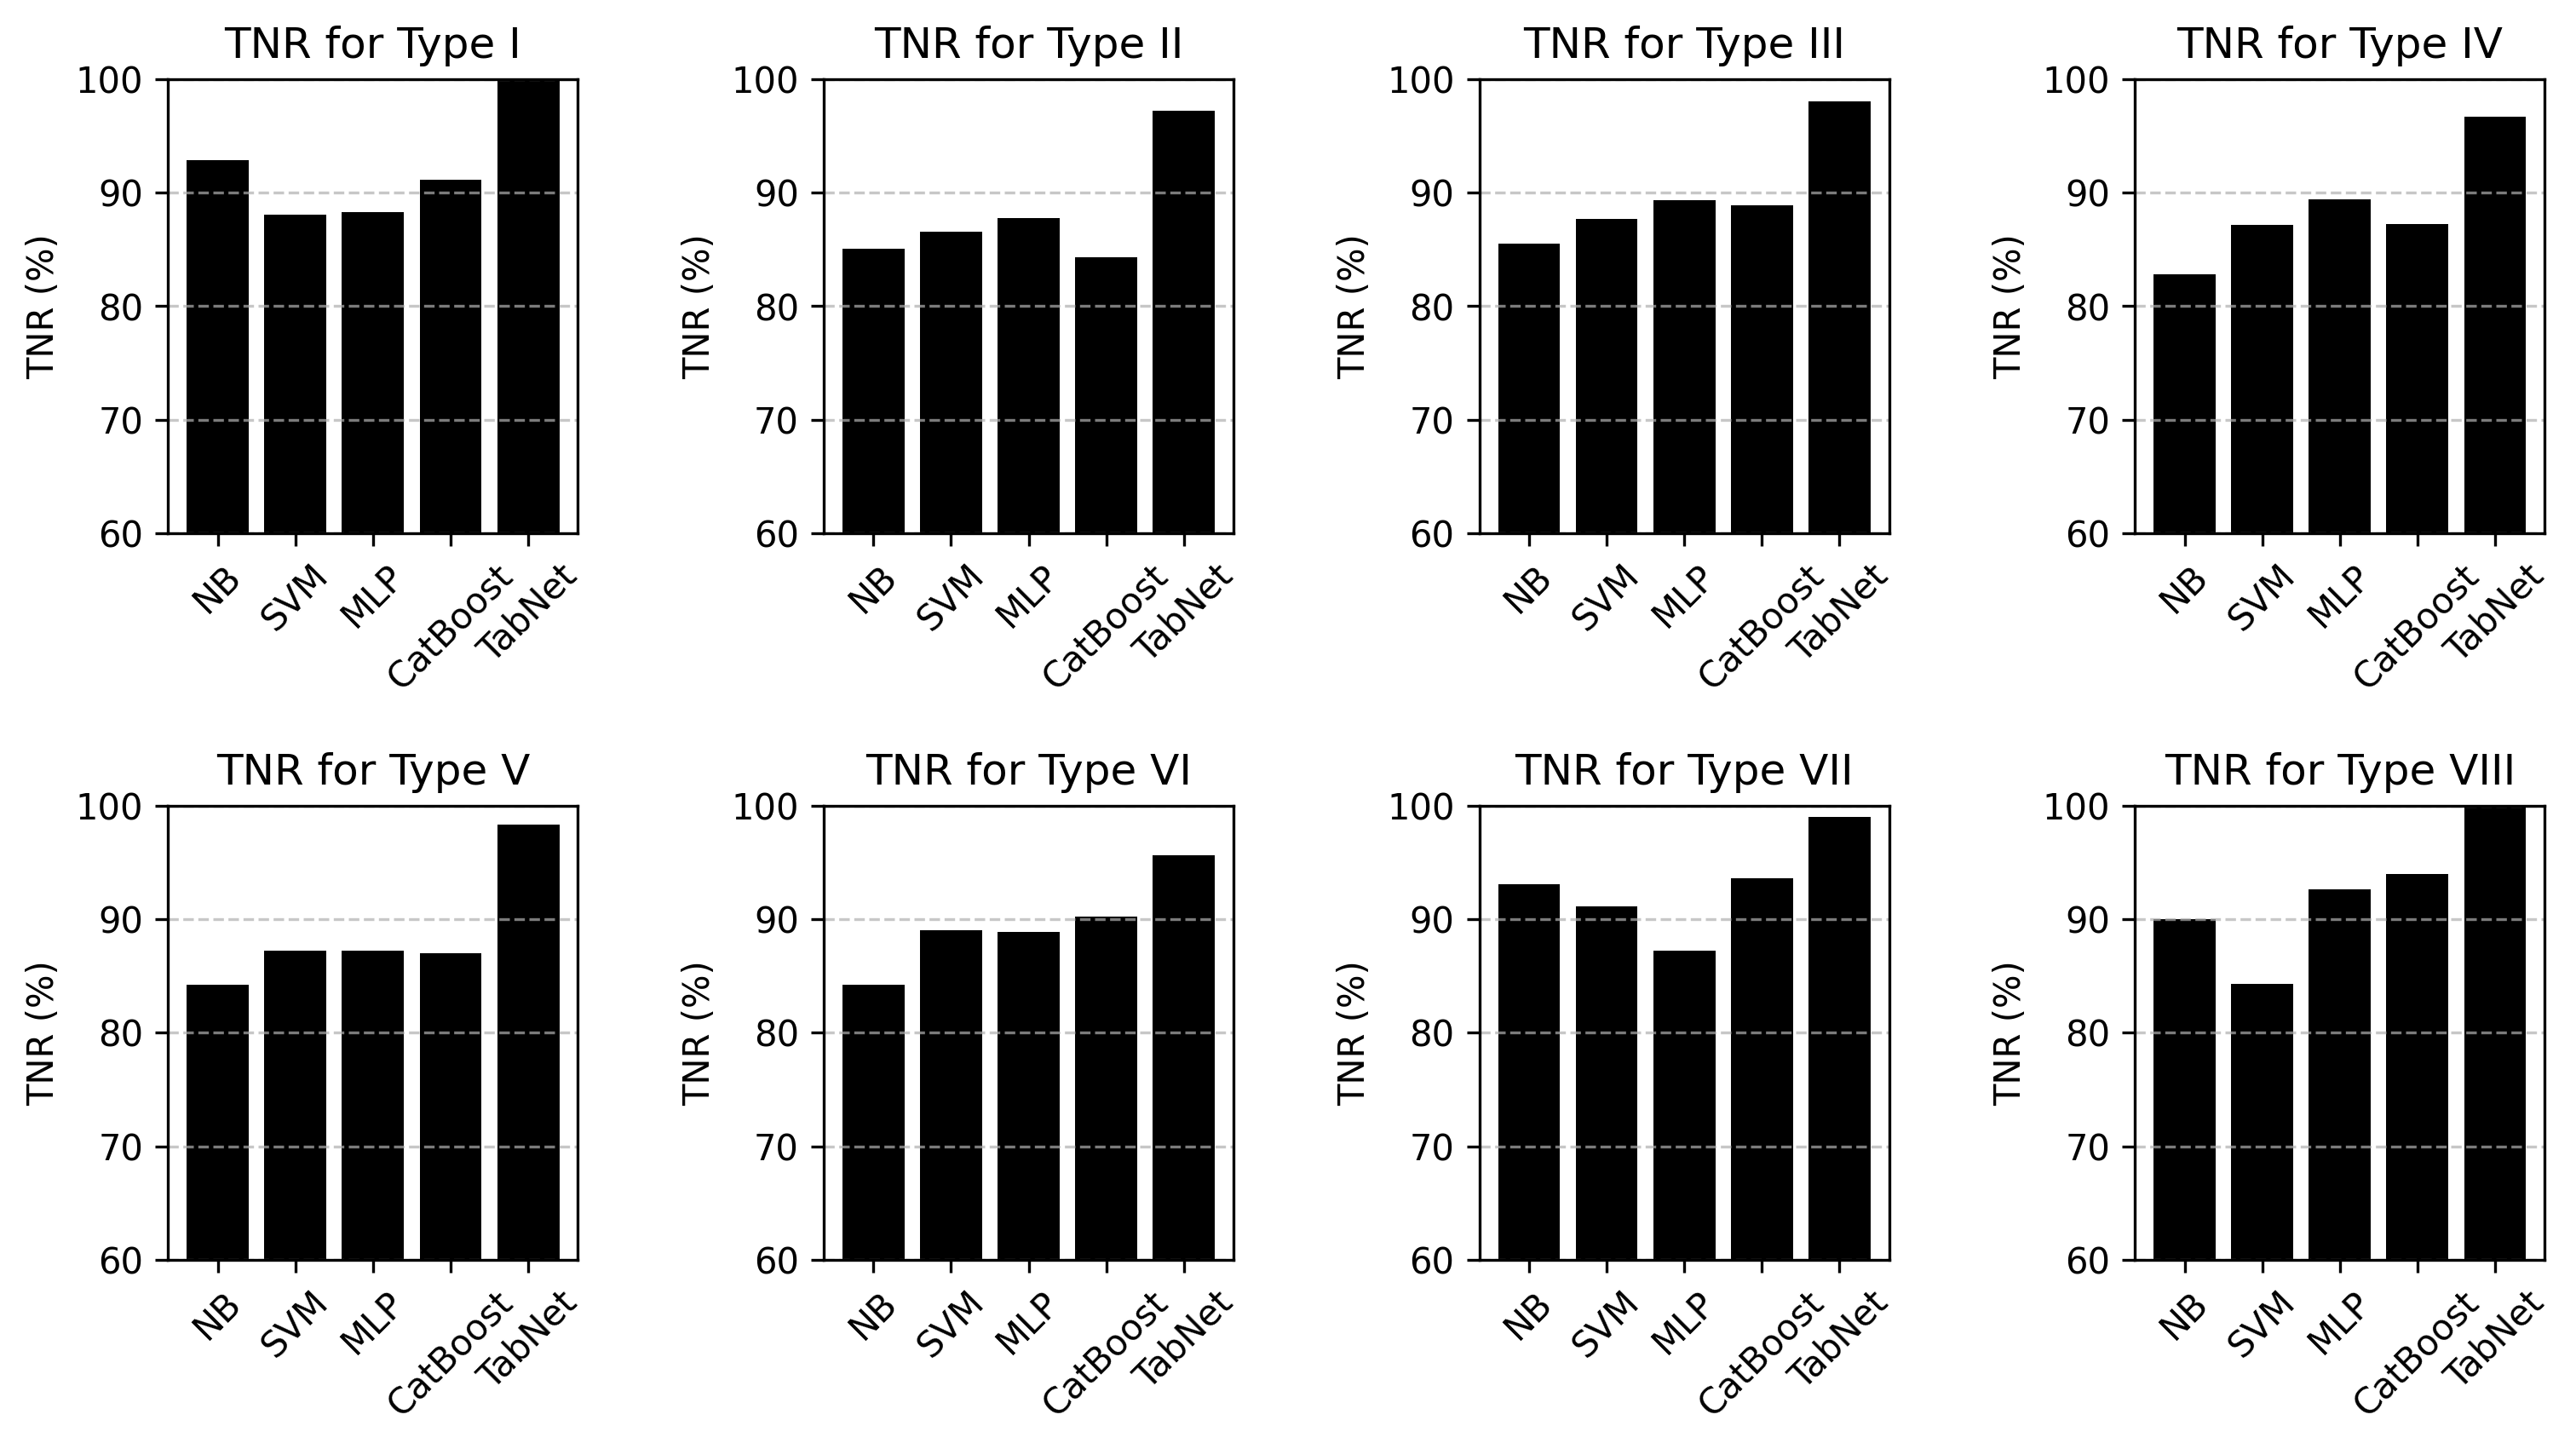 TNR for Type I
TNR (%)
100
90
80
70
60
NB
SVM
MLP
CatBoost
TabNet
TNR for Type II
TNR (%)
100
90
80
70
60
NB
SVM
MLP
CatBoost
TabNet
TNR for Type III
TNR (%)
100
90
80
70
60
NB
SVM
MLP
CatBoost
TabNet
TNR for Type IV
TNR (%)
100
90
80
70
60
NB
SVM
MLP
CatBoost
TabNet
TNR for Type V
TNR (%)
100
90
80
70
60
NB
SVM
MLP
CatBoost
TabNet
TNR for Type VI
TNR (%)
100
90
80
70
60
NB
SVM
MLP
CatBoost
TabNet
TNR for Type VII
TNR (%)
100
90
80
70
60
NB
SVM
MLP
CatBoost
TabNet
TNR for Type VIII
TNR (%)
100
90
80
70
60
NB
SVM
MLP
CatBoost
TabNet